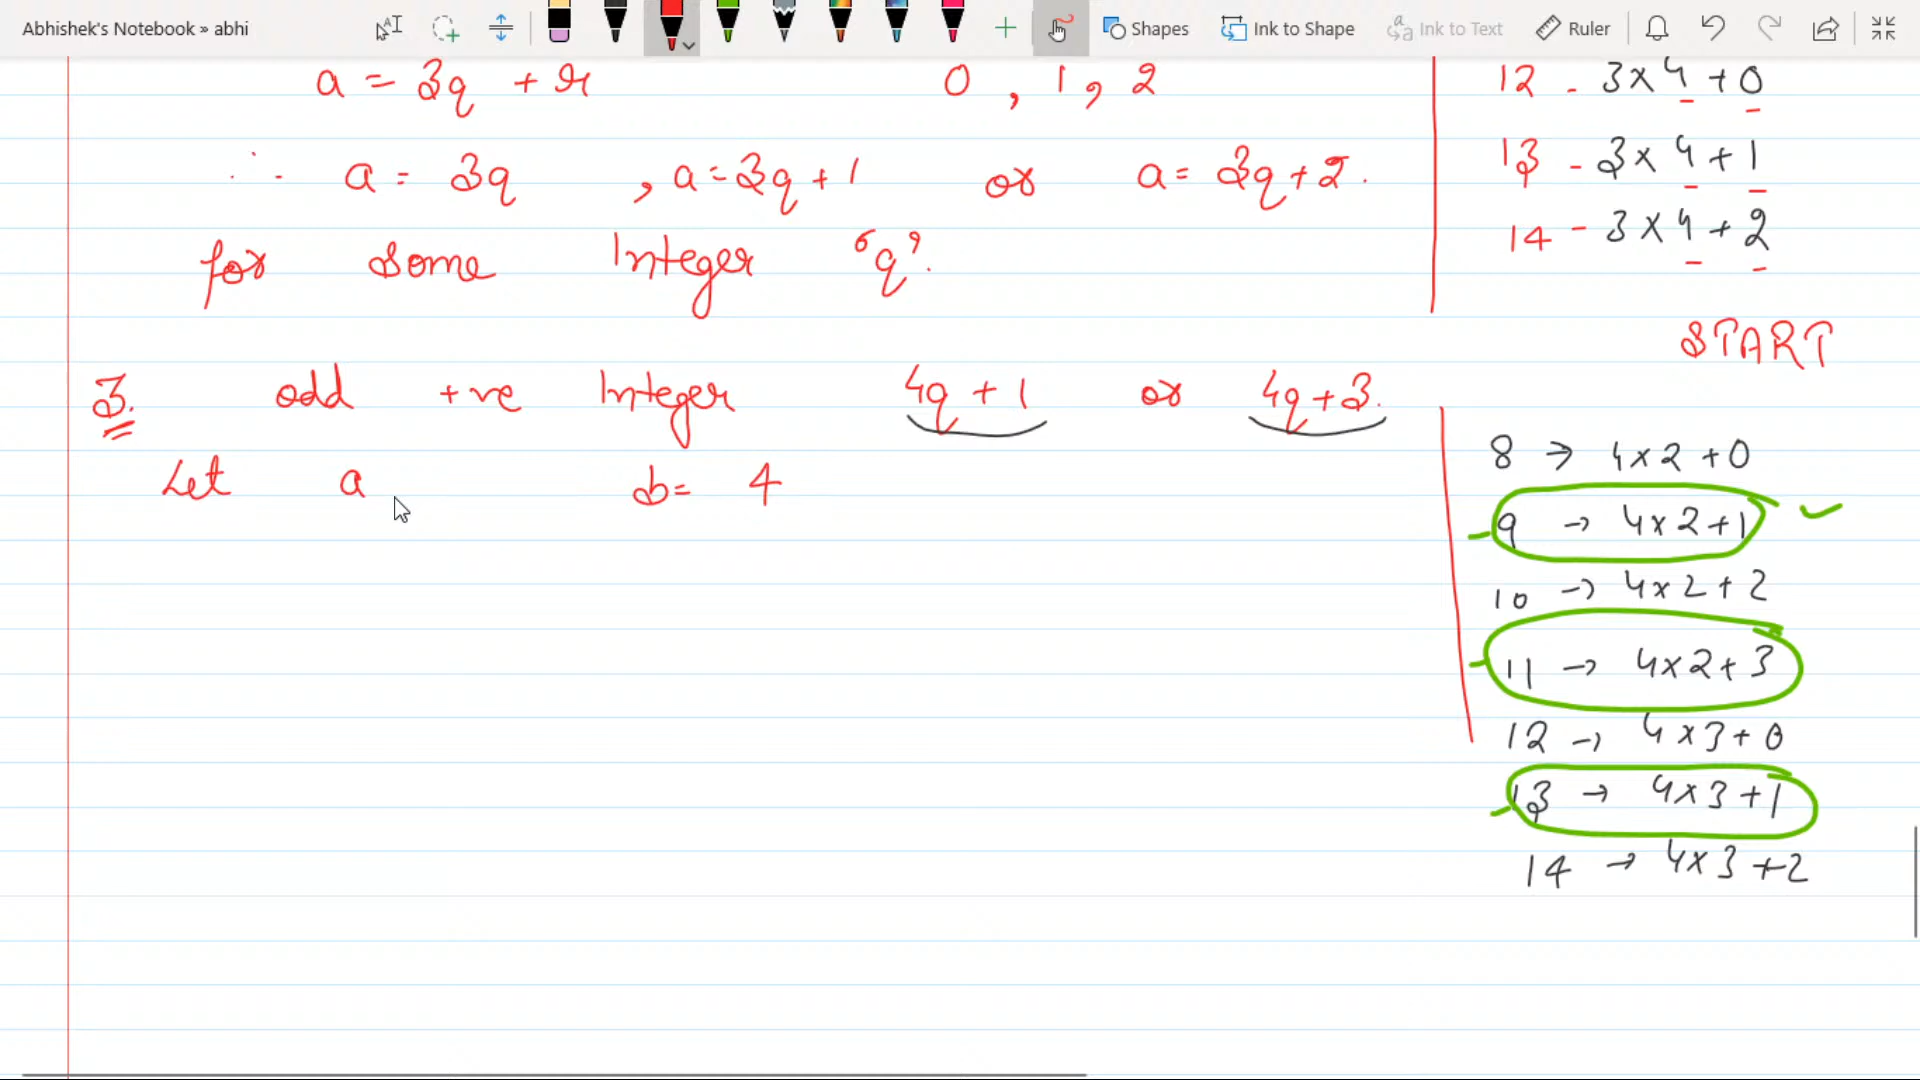 Abhishek's Notebook » abhi
Shapes
Ink to Shape
Ink to Text
Ruler
a = 3q + r 0 , 1 , 2
∴ a = 3q , a = 3q + 1 or a = 3q + 2.
for some Integer 'q'.
12 - 3 × 4 + 0
13 - 3 × 4 + 1
14 - 3 × 4 + 2
START
3. odd +ve Integer 4q + 1 or 4q + 3.
Let a b = 4
8 → 4 × 2 + 0
9 → 4 × 2 + 1 ✓
10 → 4 × 2 + 2
11 → 4 × 2 + 3
12 → 4 × 3 + 0
13 → 4 × 3 + 1
14 → 4 × 3 + 2